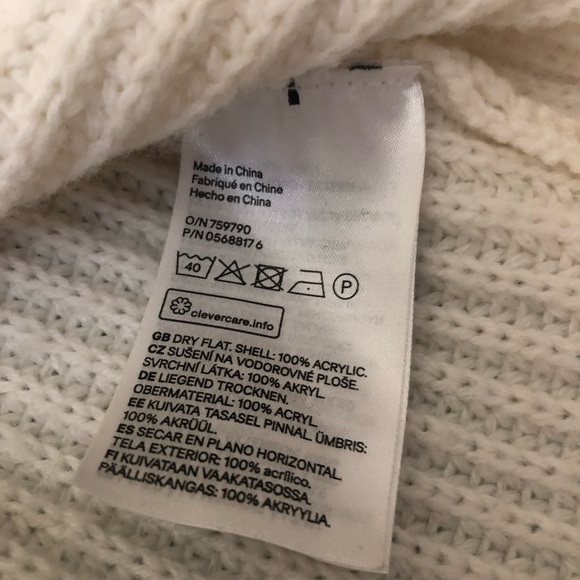 Made in China
Fabriqué en Chine
Hecho en China
O/N 759790
P/N 0568817 6
40 P
clevercare.info
GB DRY FLAT. SHELL: 100% ACRYLIC.
CZ SUŠENÍ NA VODOROVNÉ PLOŠE.
SVRCHNÍ LÁTKA: 100% AKRYL.
DE LIEGEND TROCKNEN.
OBERMATERIAL: 100% ACRYL.
EE KUIVATA TASASEL PINNAL. ÜMBRIS:
100% AKRÜÜL.
ES SECAR EN PLANO HORIZONTAL.
TELA EXTERIOR: 100% acrílico.
FI KUIVATAAN VAAKATASOSSA.
PÄÄLLISKANGAS: 100% AKRYYLIA.